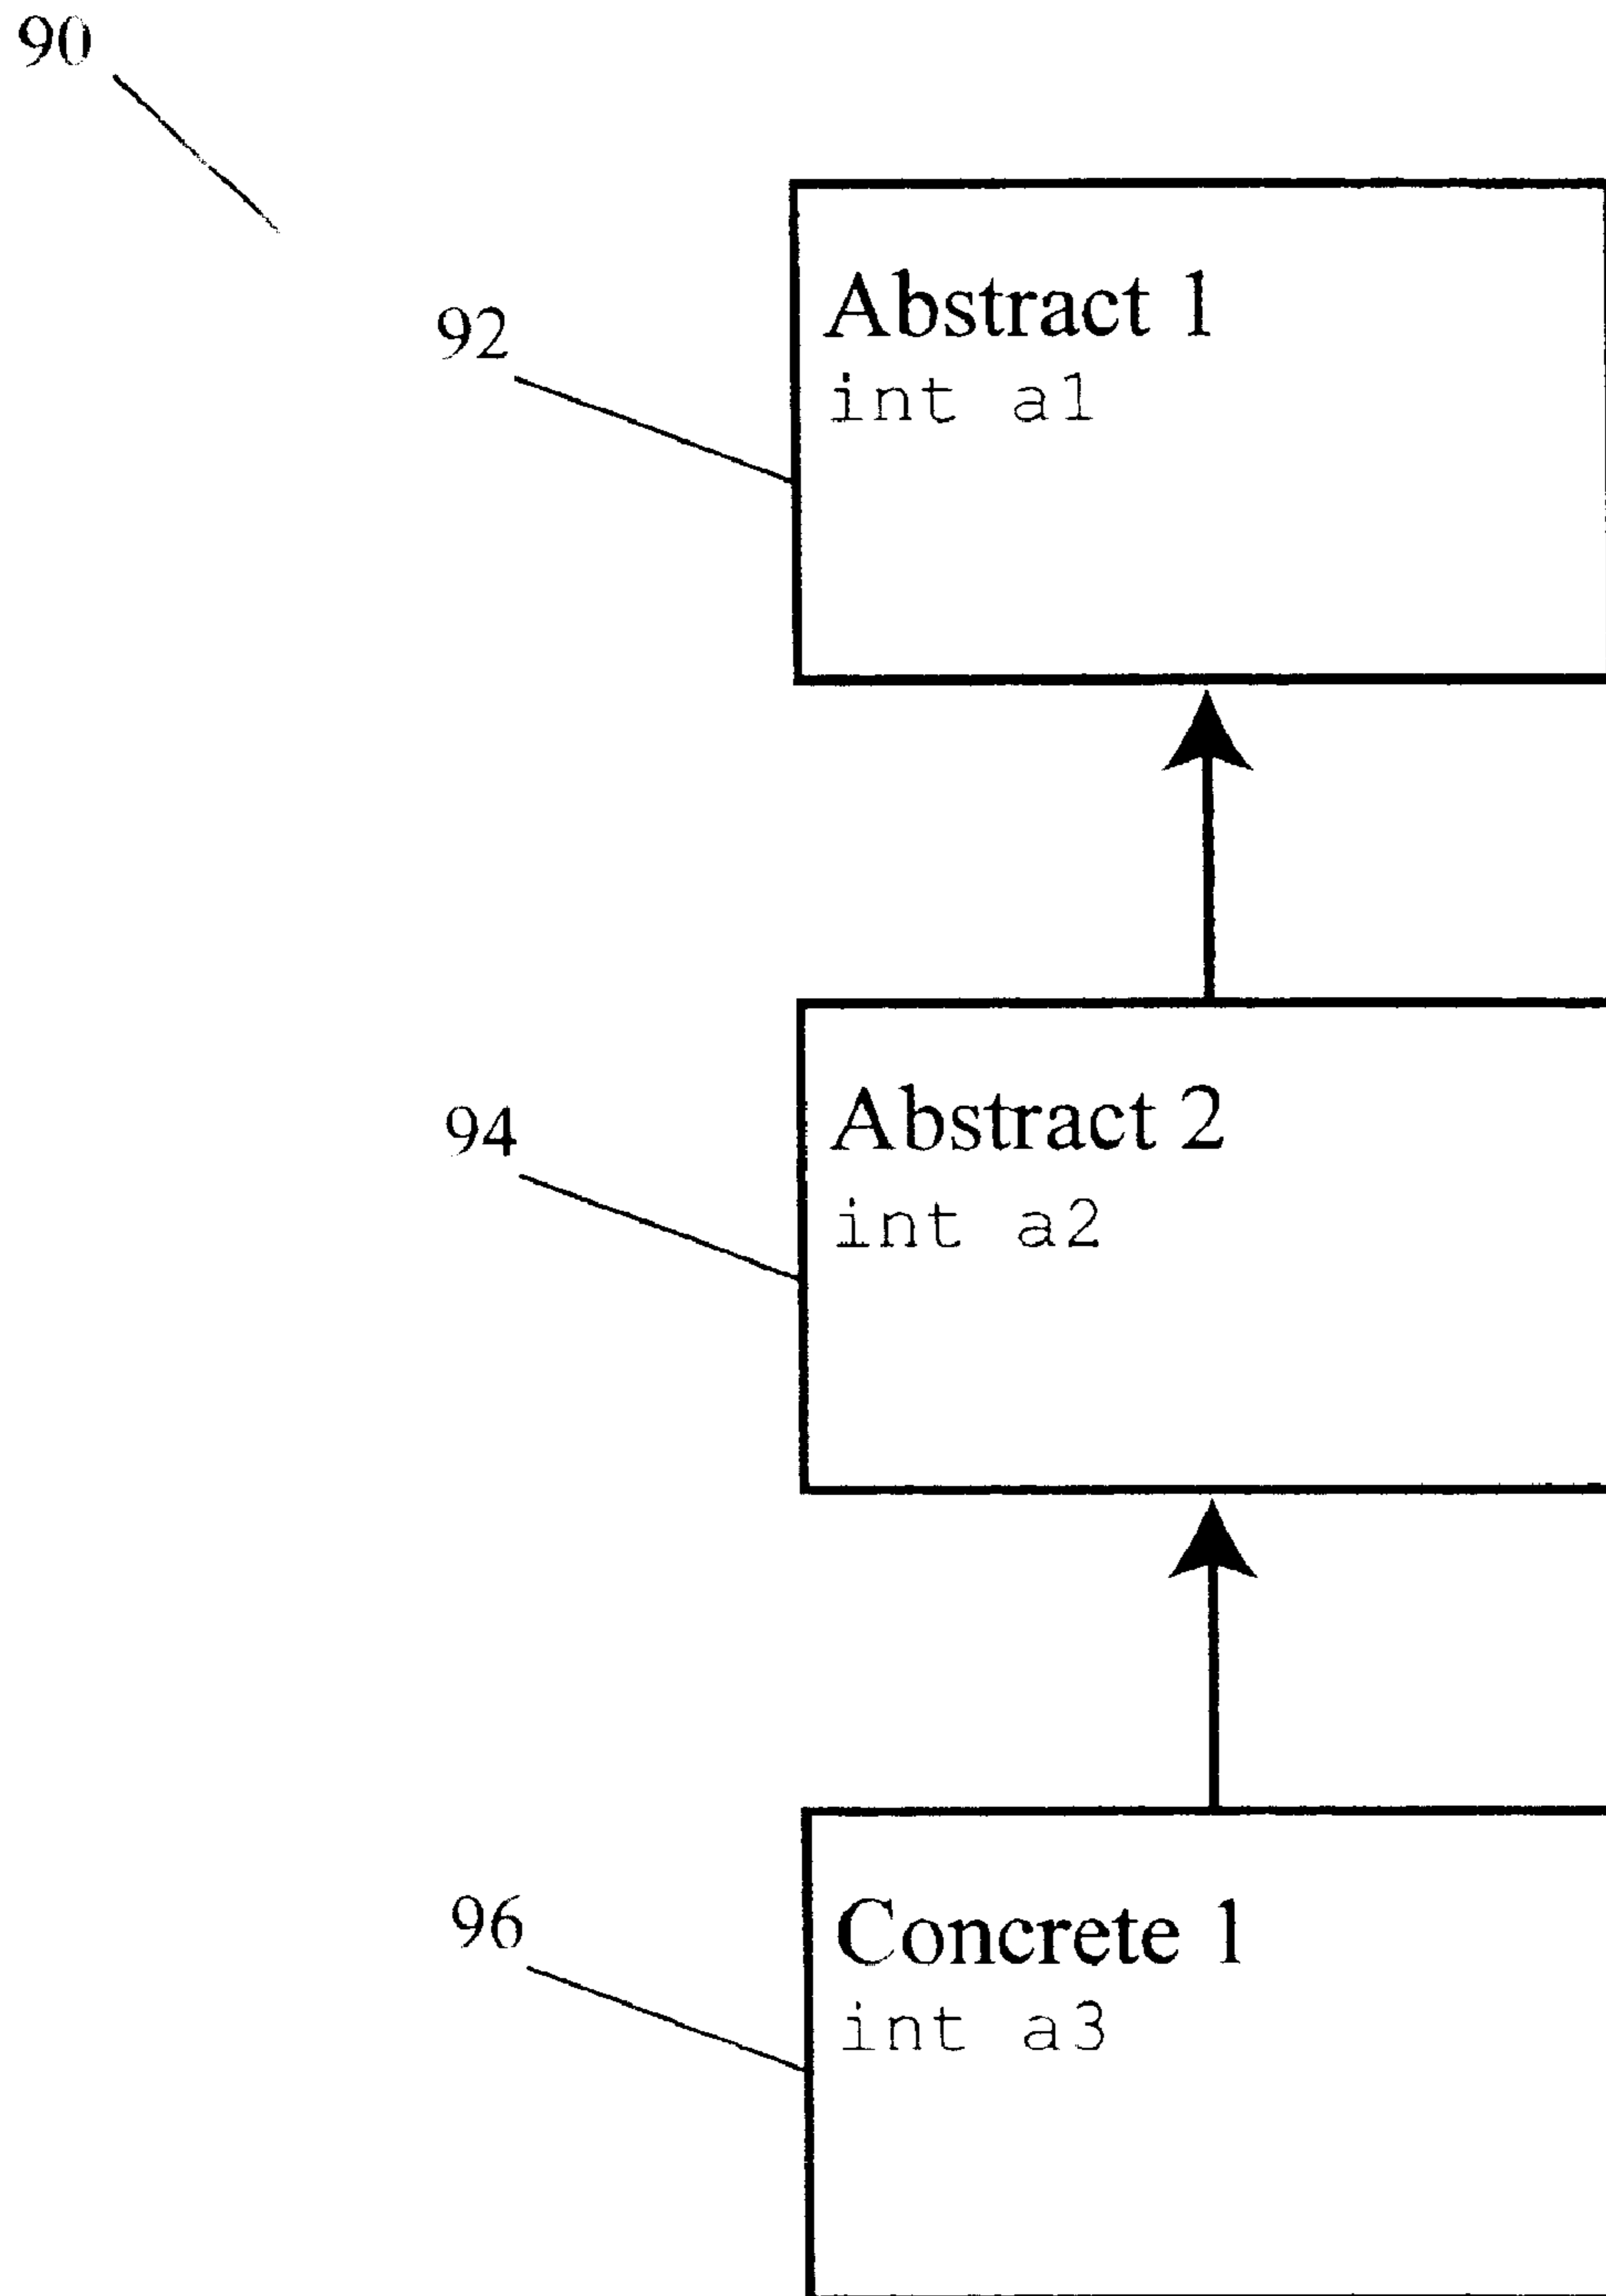 90
92
Abstract 1
int a1
94
Abstract 2
int a2
96
Concrete 1
int a3